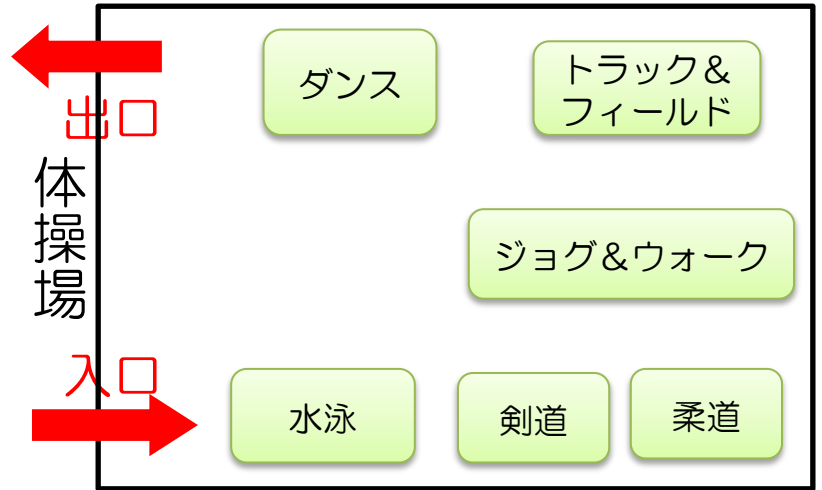 出口
体操場
入口
ダンス
トラック＆
フィールド
ジョグ＆ウォーク
水泳
剣道
柔道